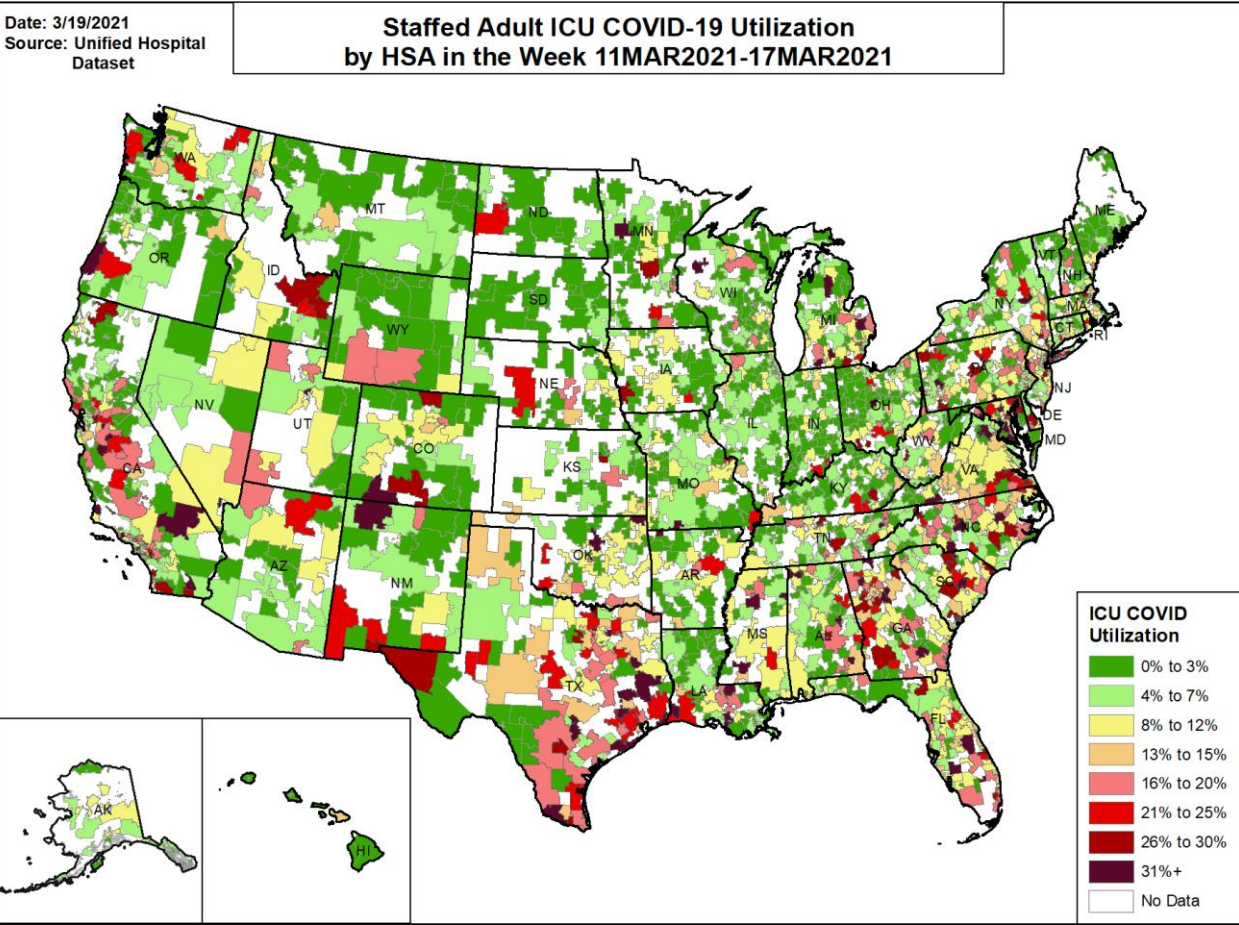 Date: 3/19/2021
Source: Unified Hospital
Dataset
Staffed Adult ICU COVID-19 Utilization
by HSA in the Week 11MAR2021-17MAR2021
WA
MT
ND
MN
ME
OR
ID
SD
WI
VT
NH
NY
MA
WY
MI
CT
RI
IA
NE
PA
NJ
NV
OH
UT
IL
IN
DE
CO
MD
WV
CA
KS
MO
VA
KY
NC
TN
OK
AZ
AR
SC
NM
GA
MS
AL
TX
LA
FL
AK
HI
ICU COVID
Utilization
0% to 3%
4% to 7%
8% to 12%
13% to 15%
16% to 20%
21% to 25%
26% to 30%
31%+
No Data